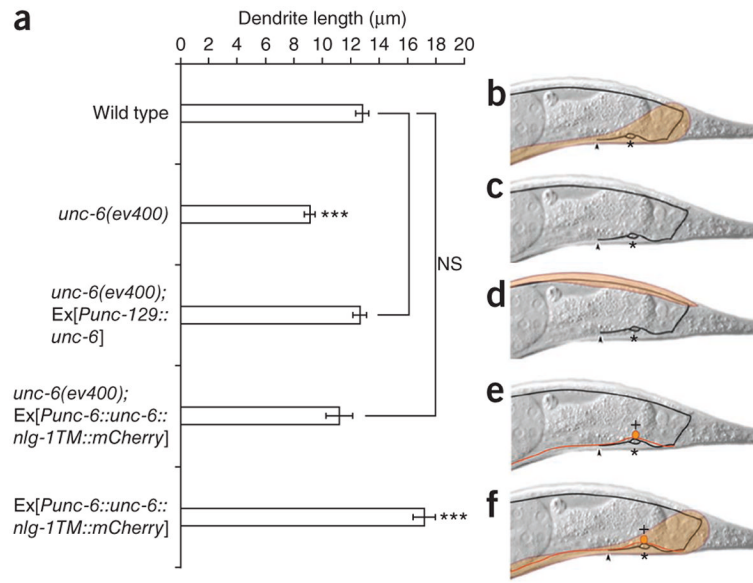 a
Dendrite length (μm)
0 2 4 6 8 10 12 14 16 18 20
Wild type
unc-6(ev400)
***
unc-6(ev400);
Ex[Punc-129::
unc-6]
NS
unc-6(ev400);
Ex[Punc-6::unc-6::
nlg-1TM::mCherry]
Ex[Punc-6::unc-6::
nlg-1TM::mCherry]
***
b
*
c
*
d
*
e
+
*
f
+
*